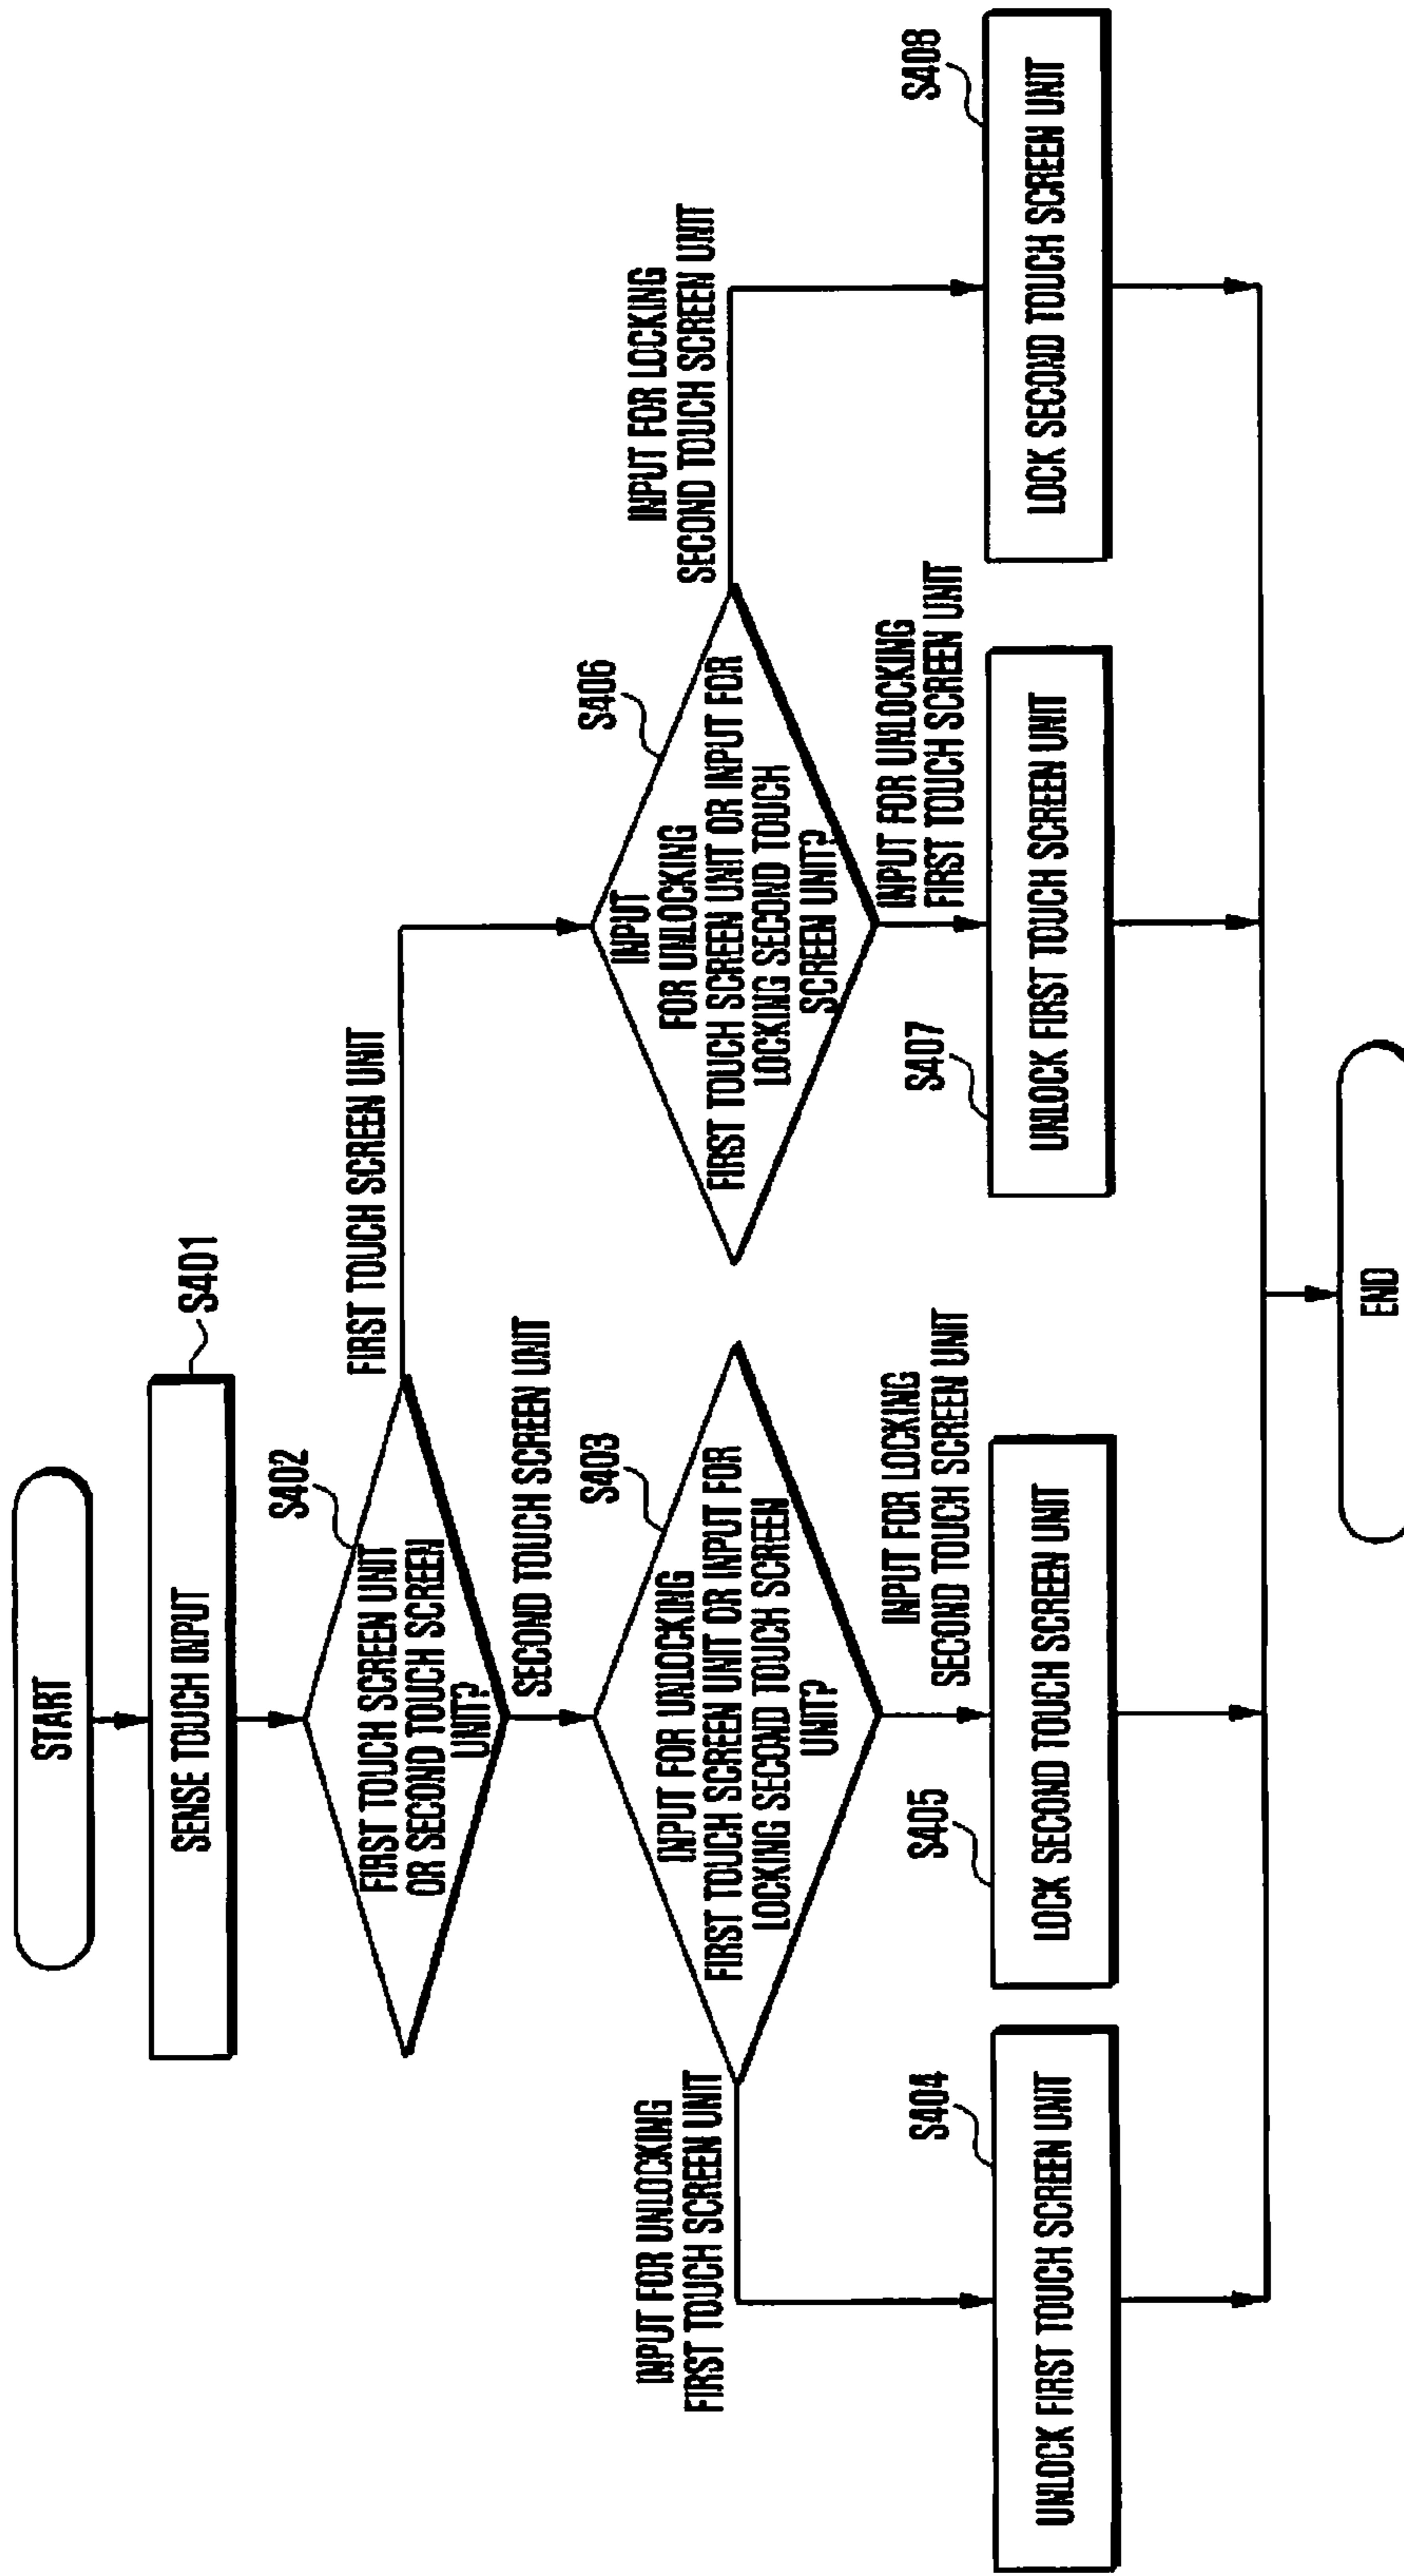 START
SENSE TOUCH INPUT
S401
S402
FIRST TOUCH SCREEN UNIT
OR SECOND TOUCH SCREEN
UNIT?
FIRST TOUCH SCREEN UNIT
SECOND TOUCH SCREEN UNIT
S403
INPUT FOR UNLOCKING
FIRST TOUCH SCREEN UNIT OR INPUT FOR
LOCKING SECOND TOUCH SCREEN
UNIT?
S406
INPUT
FOR UNLOCKING
FIRST TOUCH SCREEN UNIT OR INPUT FOR
LOCKING SECOND TOUCH
SCREEN UNIT?
INPUT FOR UNLOCKING
FIRST TOUCH SCREEN UNIT
INPUT FOR LOCKING
SECOND TOUCH SCREEN UNIT
INPUT FOR UNLOCKING
FIRST TOUCH SCREEN UNIT
INPUT FOR LOCKING
SECOND TOUCH SCREEN UNIT
S404
UNLOCK FIRST TOUCH SCREEN UNIT
S405
LOCK SECOND TOUCH SCREEN UNIT
S407
UNLOCK FIRST TOUCH SCREEN UNIT
S408
LOCK SECOND TOUCH SCREEN UNIT
END